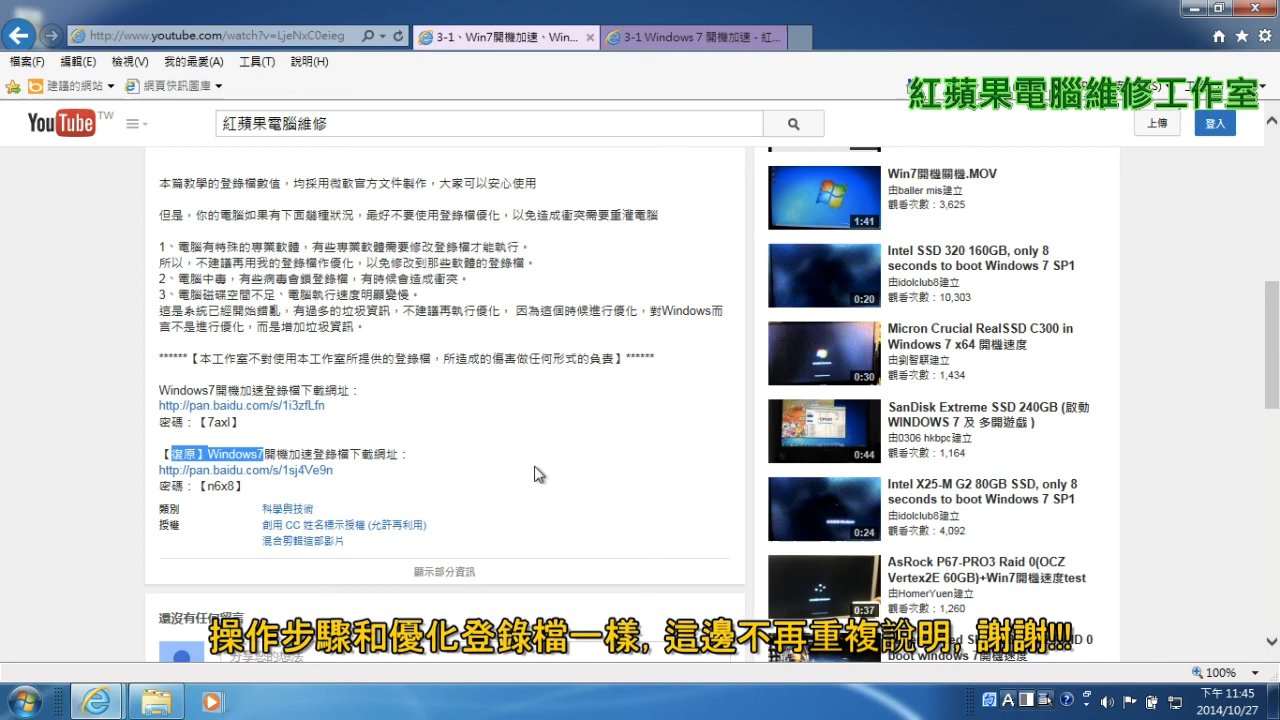 http://www.youtube.com/watch?v=LjeNxC0eieg
3-1、Win7開機加速、Win...
3-1 Windows 7 開機加速 - 紅...
檔案(F) 編輯(E) 檢視(V) 我的最愛(A) 工具(T) 說明(H)
建議的網站 網頁快訊圖庫
紅蘋果電腦維修工作室
YouTube TW
紅蘋果電腦維修
上傳
登入
本篇教學的登錄檔數值，均採用微軟官方文件製作，大家可以安心使用
但是，你的電腦如果有下面幾種狀況，最好不要使用登錄檔優化，以免造成衝突需要重灌電腦
1、電腦有特殊的專業軟體，有些專業軟體需要修改登錄檔才能執行。
所以，不建議再用我的登錄檔作優化，以免修改到那些軟體的登錄檔。
2、電腦中毒，有些病毒會鎖登錄檔，有時候會造成衝突。
3、電腦磁碟空間不足、電腦執行速度明顯變慢。
這是系統已經開始錯亂，有過多的垃圾資訊，不建議再執行優化， 因為這個時候進行優化，對Windows而
言不是進行優化，而是增加垃圾資訊。
******【本工作室不對使用本工作室所提供的登錄檔，所造成的傷害做任何形式的負責】******
Windows7開機加速登錄檔下載網址：
http://pan.baidu.com/s/1i3zfLfn
密碼：【7axl】
【復原】Windows7開機加速登錄檔下載網址：
http://pan.baidu.com/s/1sj4Ve9n
密碼：【n6x8】
類別 科學與技術
授權 創用 CC 姓名標示授權 (允許再利用)
混合剪輯這部影片
顯示部分資訊
還沒有任何留言
分享您的想法
Win7開機關機.MOV
由baller mis建立
觀看次數：3,625
1:41
Intel SSD 320 160GB, only 8
seconds to boot Windows 7 SP1
由idolclub8建立
觀看次數：10,303
0:20
Micron Crucial RealSSD C300 in
Windows 7 x64 開機速度
由劉智騏建立
觀看次數：1,434
0:30
SanDisk Extreme SSD 240GB (啟動
WINDOWS 7 及 多開遊戲 )
由0306 hkbpc建立
觀看次數：1,164
0:44
Intel X25-M G2 80GB SSD, only 8
seconds to boot Windows 7 SP1
由idolclub8建立
觀看次數：4,092
0:24
AsRock P67-PRO3 Raid 0(OCZ
Vertex2E 60GB)+Win7開機速度test
由HomerYuen建立
觀看次數：1,260
0:37
boot windows 7開機速度
操作步驟和優化登錄檔一樣, 這邊不再重複說明, 謝謝!!!
100%
下午 11:45
2014/10/27